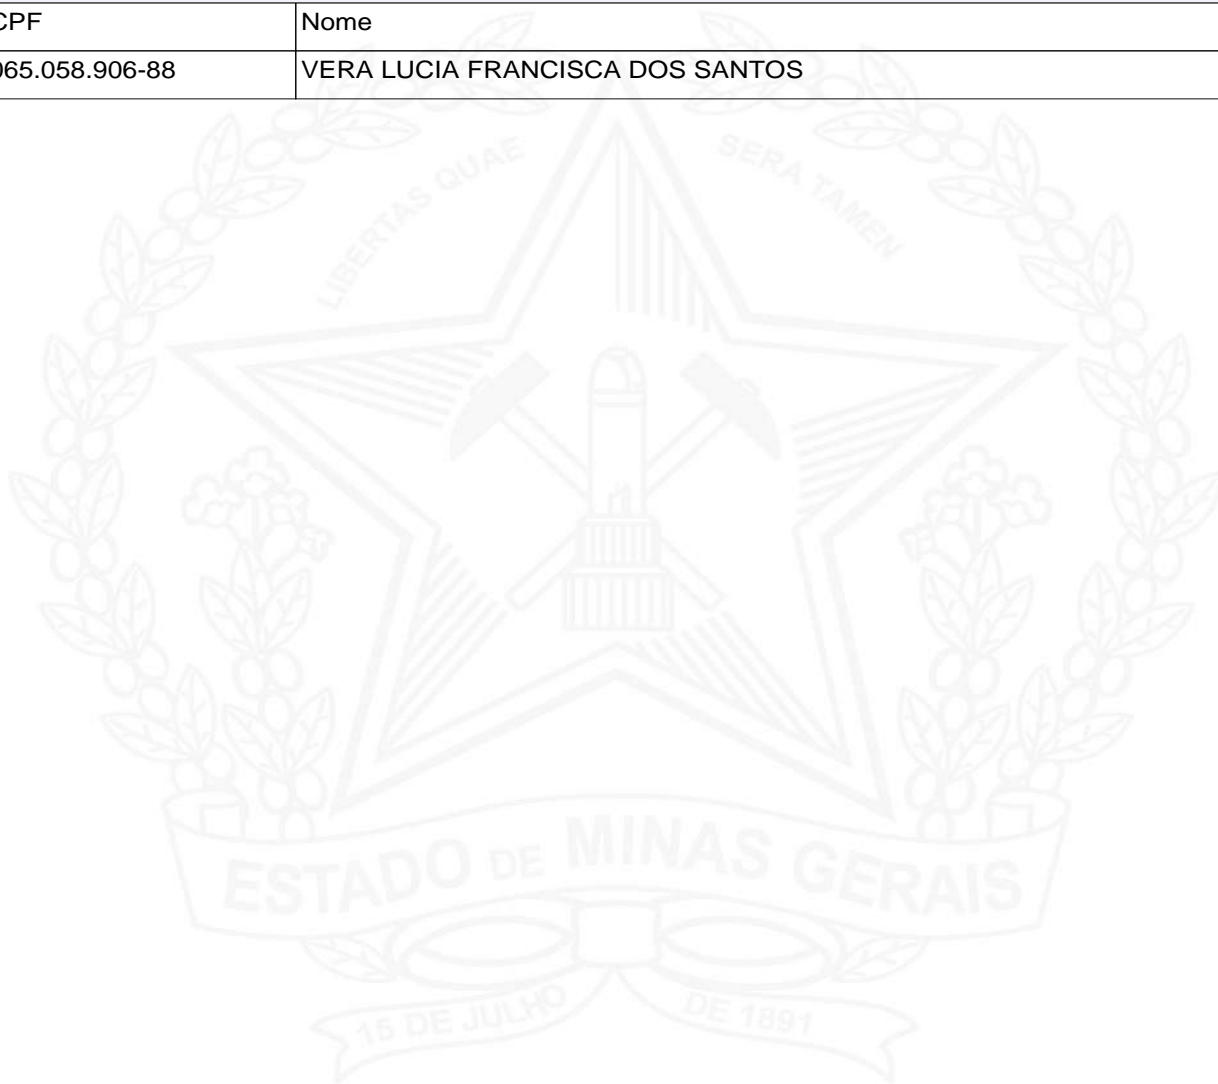 CPF Nome
065.058.906-88 VERA LUCIA FRANCISCA DOS SANTOS
LIBERTAS QUAE SERA TAMEN
ESTADO DE MINAS GERAIS
15 DE JULHO DE 1891